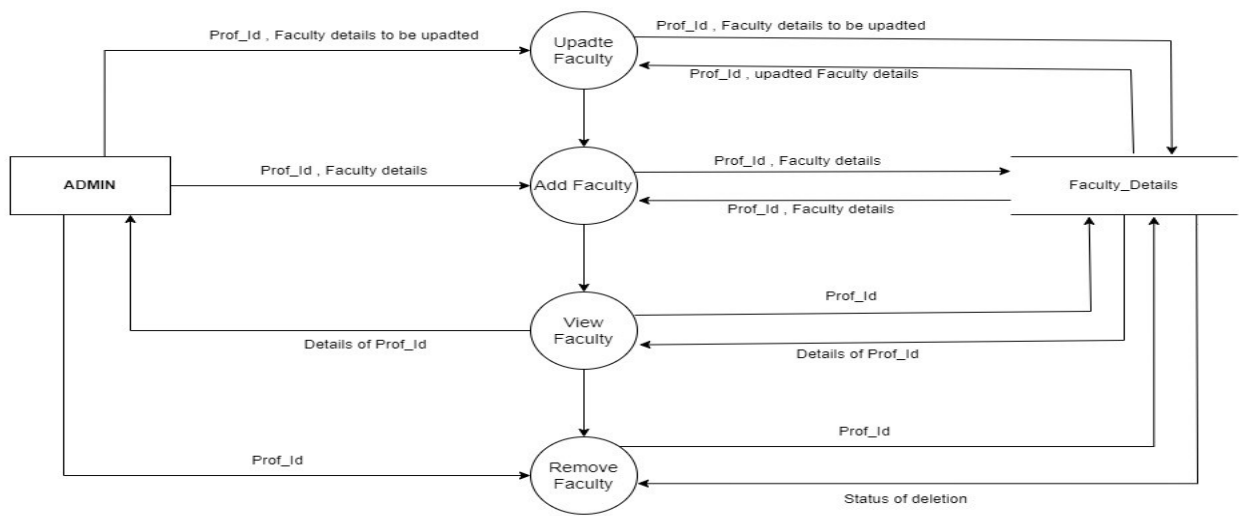 Prof_Id , Faculty details to be upadted
Upadte
Faculty
Prof_Id , Faculty details to be upadted
Prof_Id , upadted Faculty details
ADMIN
Prof_Id , Faculty details
Add Faculty
Prof_Id , Faculty details
Prof_Id , Faculty details
Faculty_Details
View
Faculty
Prof_Id
Details of Prof_Id
Details of Prof_Id
Prof_Id
Remove
Faculty
Prof_Id
Status of deletion